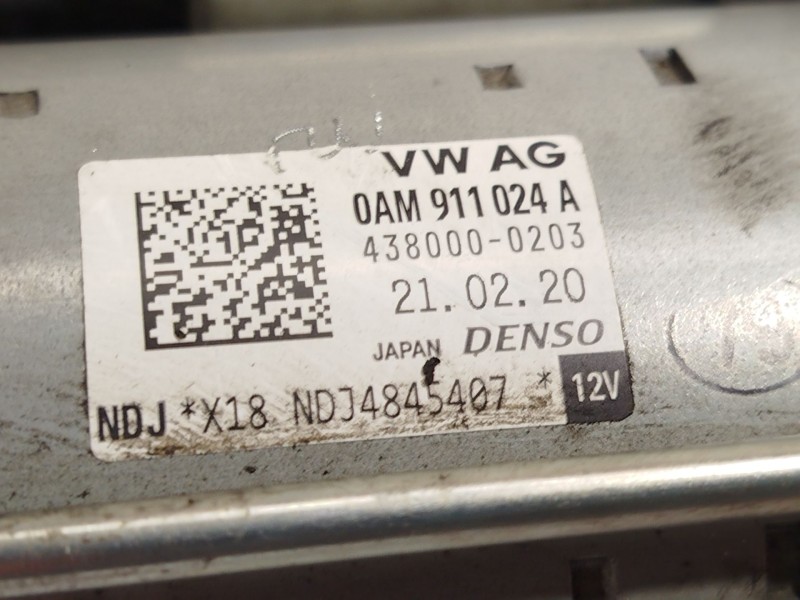 VW AG
0AM 911 024 A
438000-0203
21.02.20
JAPAN DENSO
NDJ *X18 NDJ4845407 * 12V